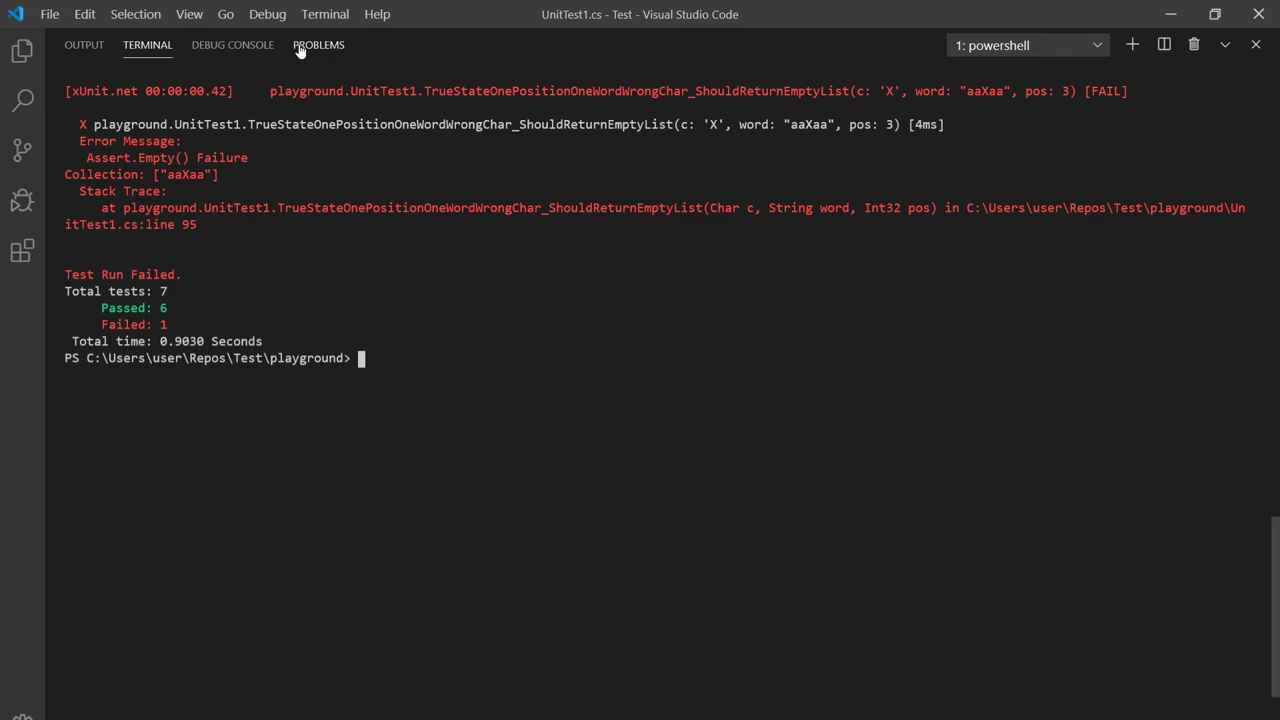 File Edit Selection View Go Debug Terminal Help UnitTest1.cs - Test - Visual Studio Code
OUTPUT TERMINAL DEBUG CONSOLE PROBLEMS 1: powershell
[xUnit.net 00:00:00.42] playground.UnitTest1.TrueStateOnePositionOneWordWrongChar_ShouldReturnEmptyList(c: 'X', word: "aaXaa", pos: 3) [FAIL]
X playground.UnitTest1.TrueStateOnePositionOneWordWrongChar_ShouldReturnEmptyList(c: 'X', word: "aaXaa", pos: 3) [4ms]
Error Message:
Assert.Empty() Failure
Collection: ["aaXaa"]
Stack Trace:
at playground.UnitTest1.TrueStateOnePositionOneWordWrongChar_ShouldReturnEmptyList(Char c, String word, Int32 pos) in C:\Users\user\Repos\Test\playground\Un
itTest1.cs:line 95
Test Run Failed.
Total tests: 7
Passed: 6
Failed: 1
Total time: 0.9030 Seconds
PS C:\Users\user\Repos\Test\playground>